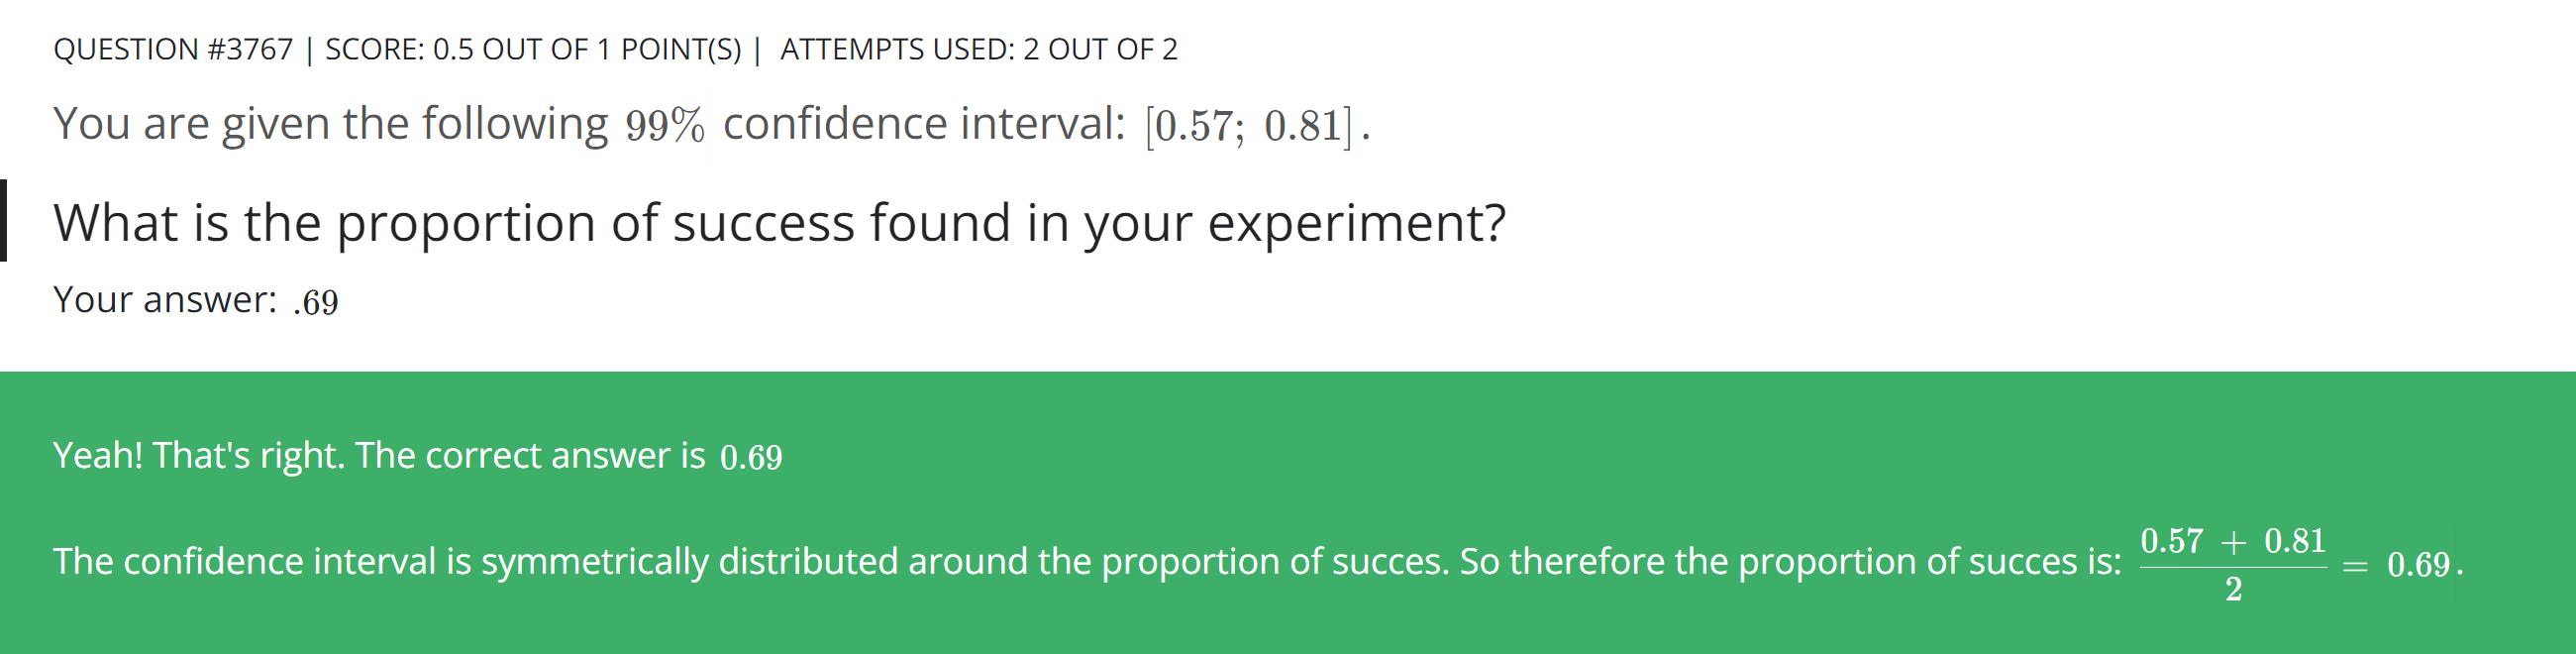 QUESTION #3767 | SCORE: 0.5 OUT OF 1 POINT(S) | ATTEMPTS USED: 2 OUT OF 2
You are given the following 99% confidence interval: [0.57; 0.81].
What is the proportion of success found in your experiment?
Your answer: .69
Yeah! That's right. The correct answer is 0.69
The confidence interval is symmetrically distributed around the proportion of succes. So therefore the proportion of succes is: \frac{0.57 + 0.81}{2} = 0.69.